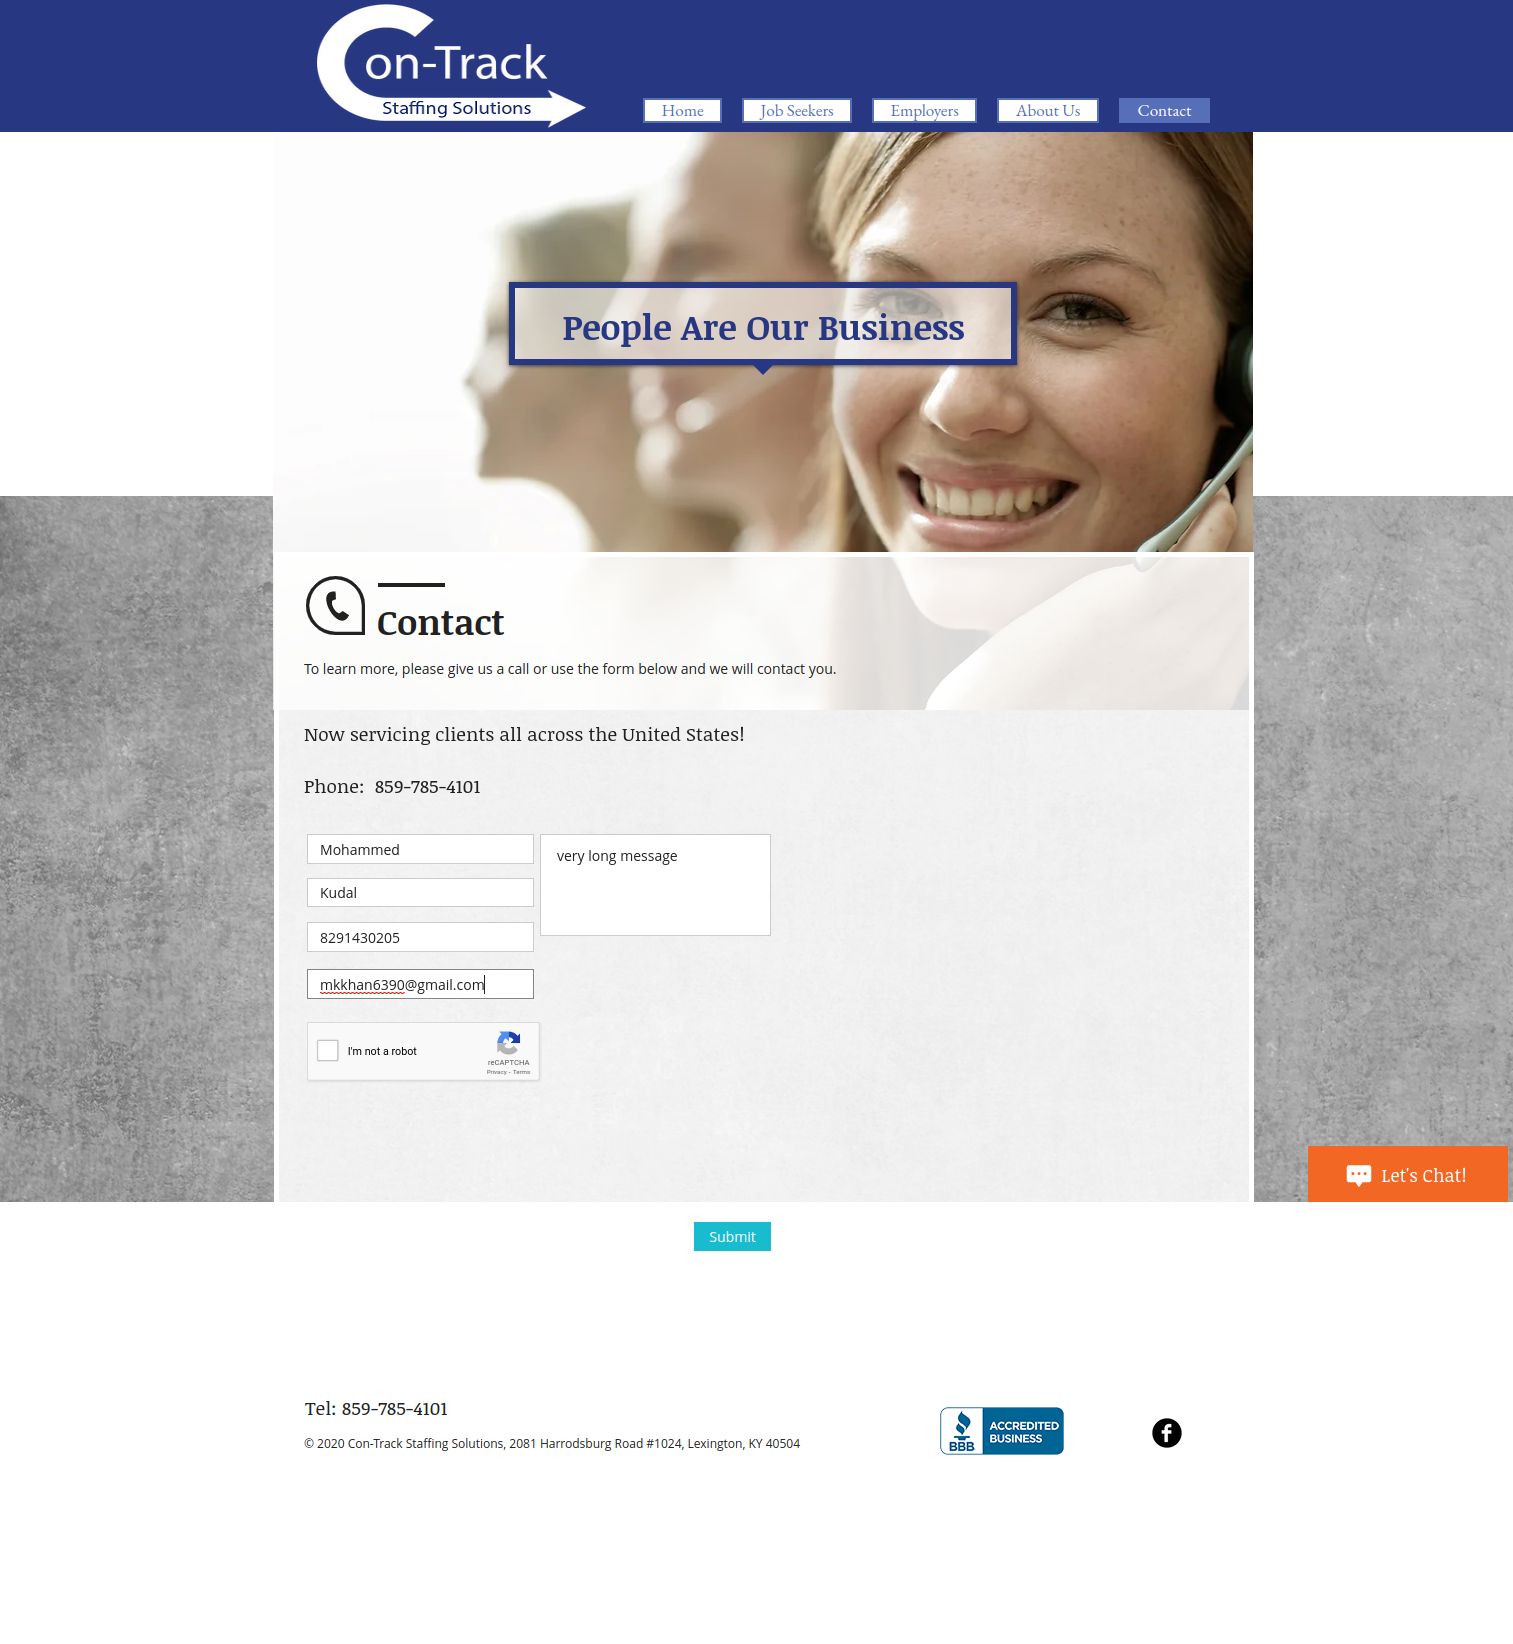 Con-Track
Staffing Solutions
Home
Job Seekers
Employers
About Us
Contact
People Are Our Business
Contact
To learn more, please give us a call or use the form below and we will contact you.
Now servicing clients all across the United States!
Phone:  859-785-4101
Mohammed
very long message
Kudal
8291430205
mkkhan6390@gmail.com
I'm not a robot
reCAPTCHA
Privacy - Terms
Let's Chat!
Submit
Tel: 859-785-4101
© 2020 Con-Track Staffing Solutions, 2081 Harrodsburg Road #1024, Lexington, KY 40504
BBB
ACCREDITED
BUSINESS